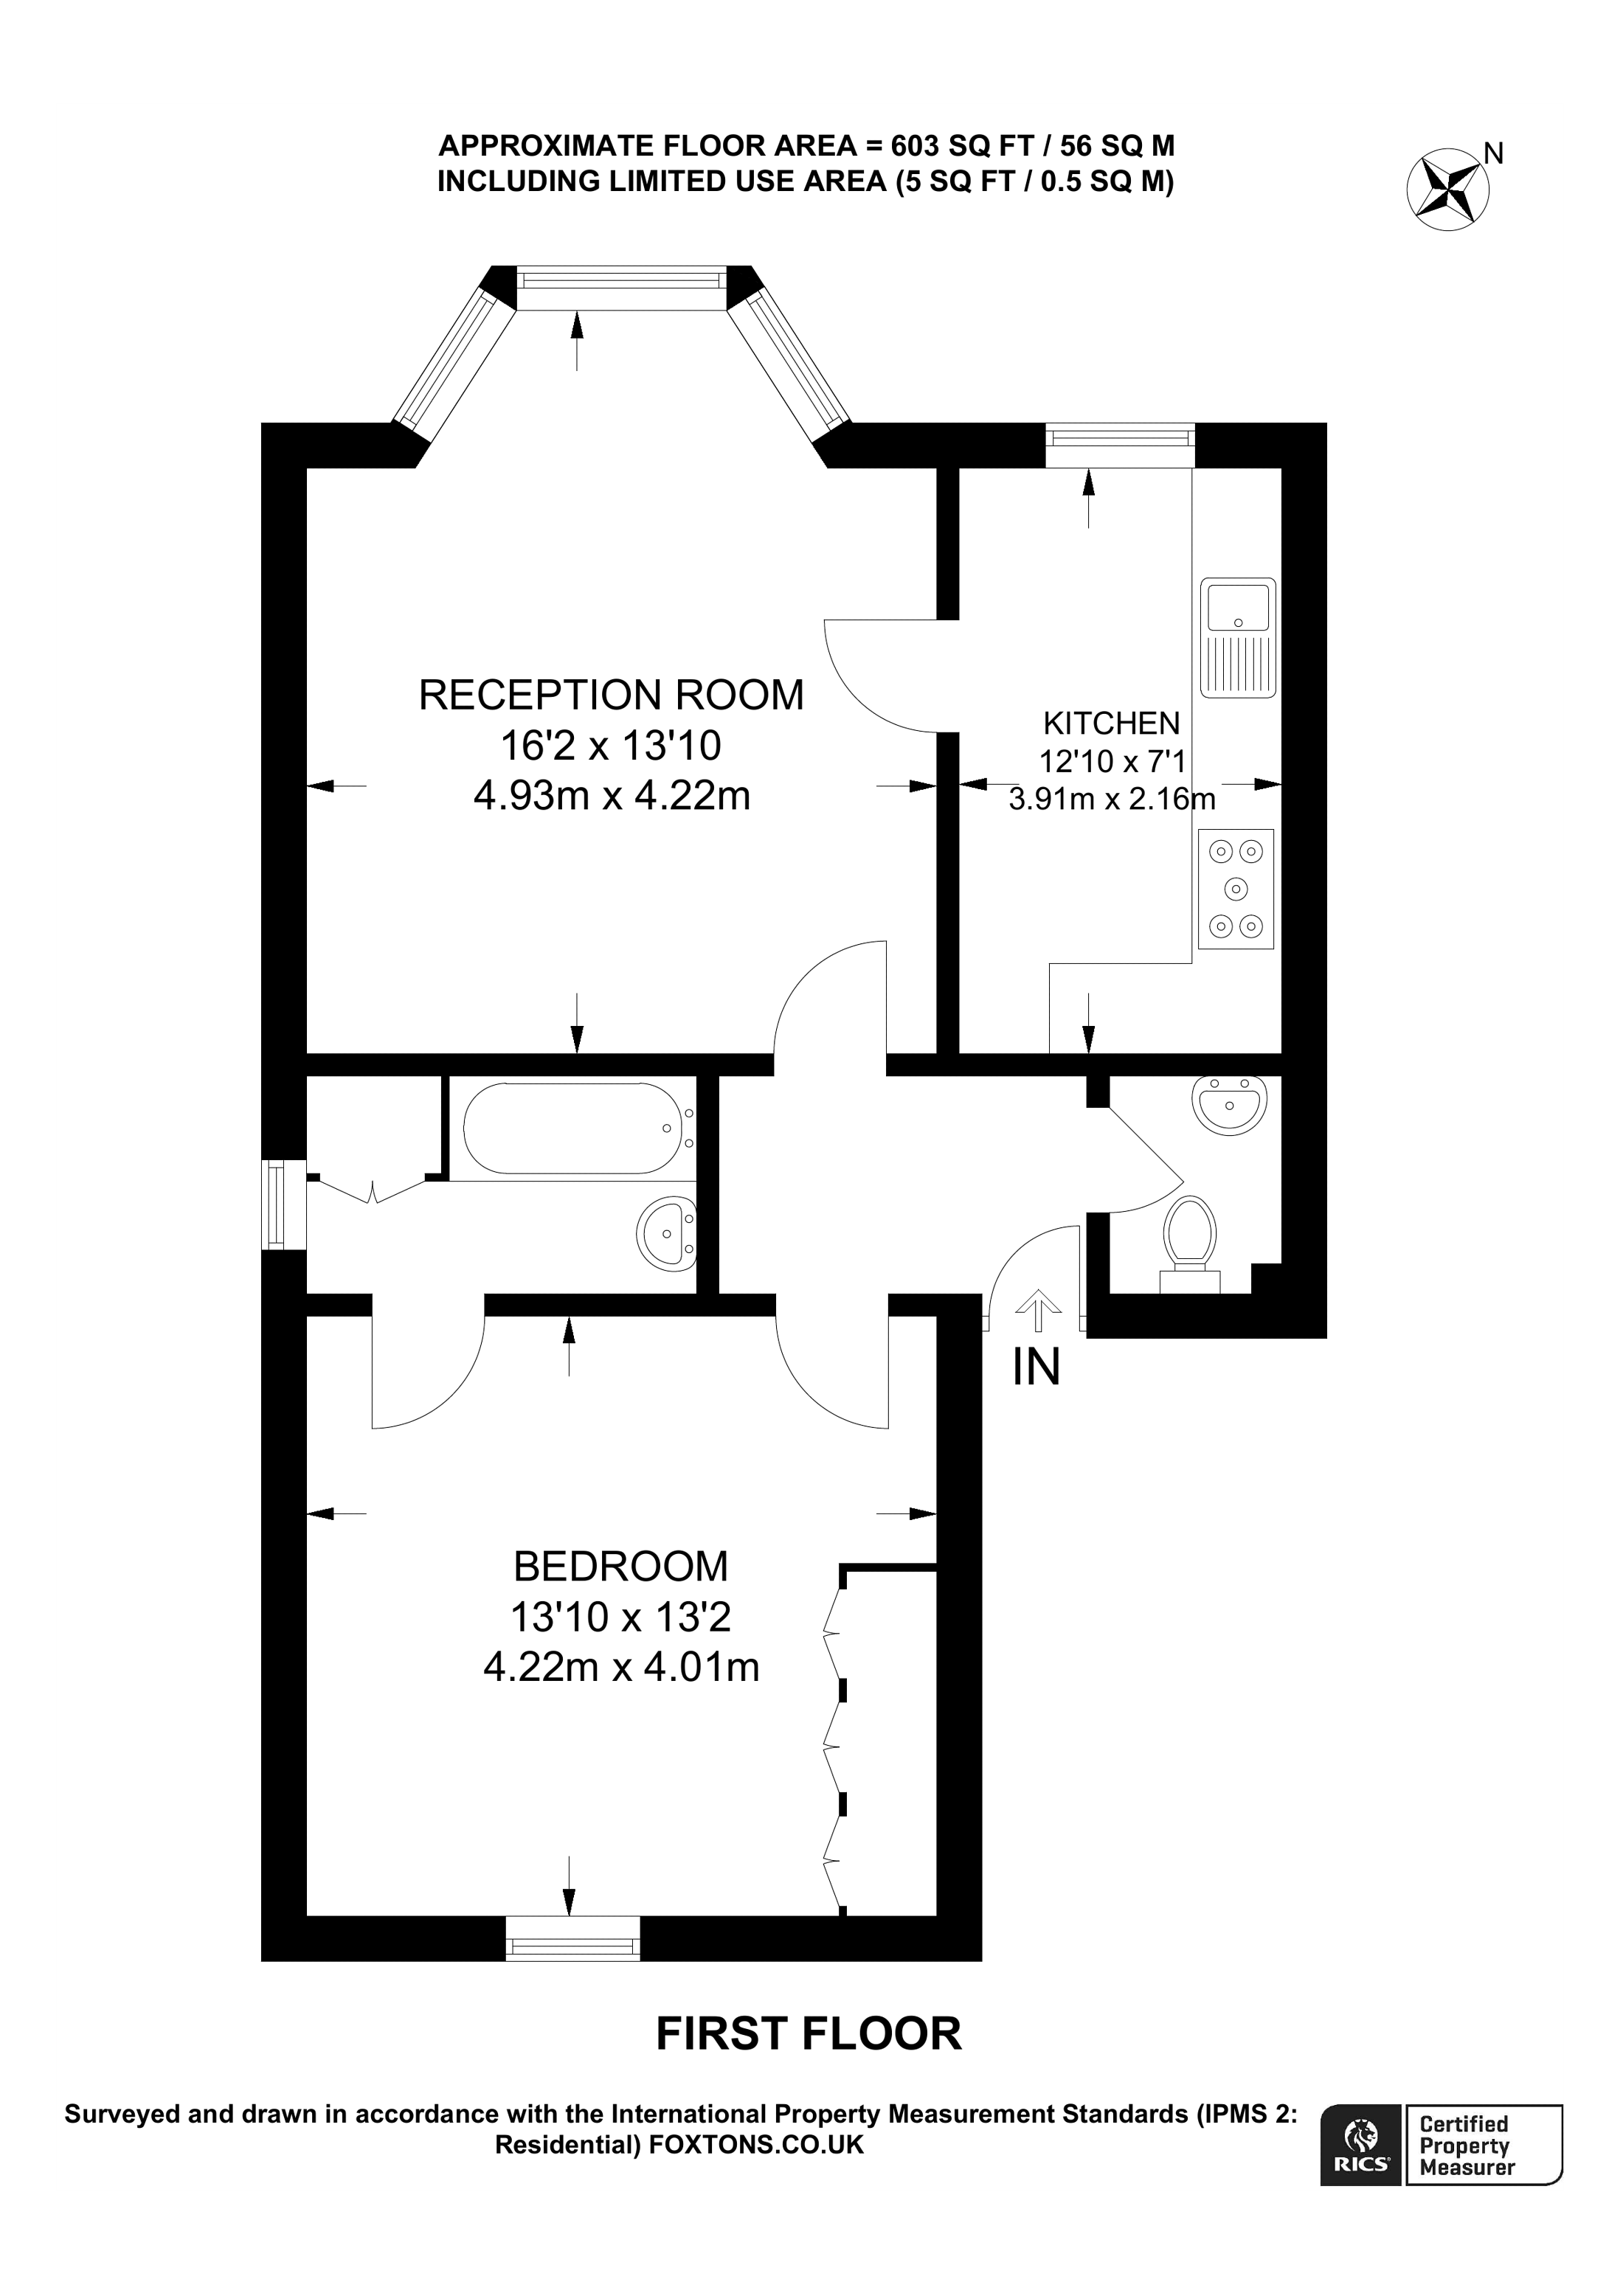 APPROXIMATE FLOOR AREA = 603 SQ FT / 56 SQ M
INCLUDING LIMITED USE AREA (5 SQ FT / 0.5 SQ M)
N
RECEPTION ROOM
16'2 x 13'10
4.93m x 4.22m
KITCHEN
12'10 x 7'1
3.91m x 2.16m
IN
BEDROOM
13'10 x 13'2
4.22m x 4.01m
FIRST FLOOR
Surveyed and drawn in accordance with the International Property Measurement Standards (IPMS 2:
Residential) FOXTONS.CO.UK
RICS®
Certified
Property
Measurer